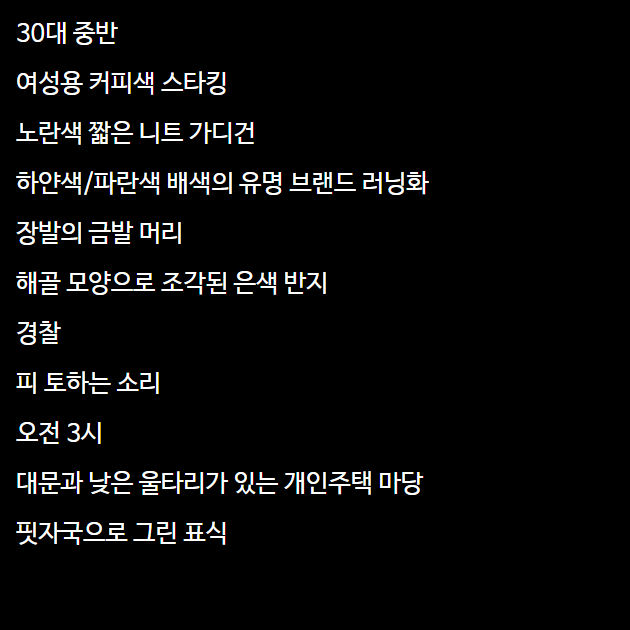 30대 중반
여성용 커피색 스타킹
노란색 짧은 니트 가디건
하얀색/파란색 배색의 유명 브랜드 러닝화
장발의 금발 머리
해골 모양으로 조각된 은색 반지
경찰
피 토하는 소리
오전 3시
대문과 낮은 울타리가 있는 개인주택 마당
핏자국으로 그린 표식